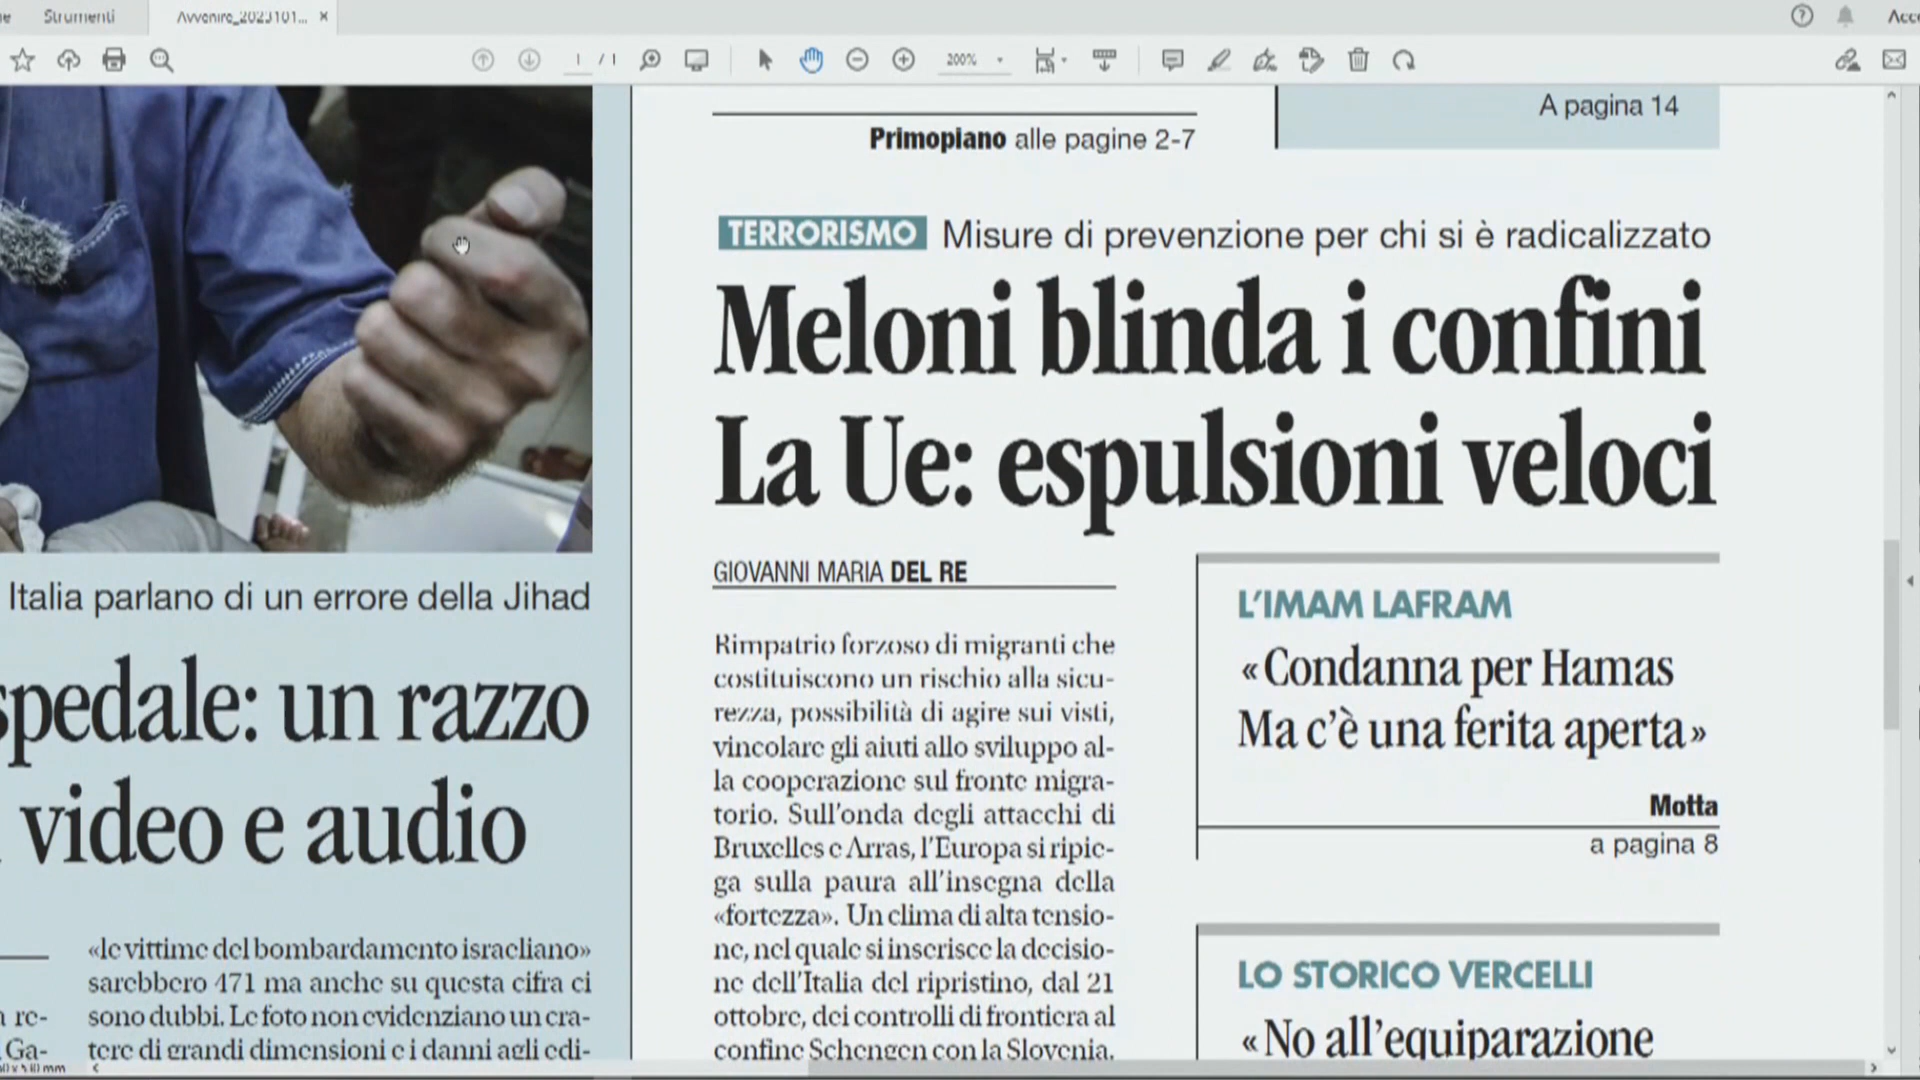 Strumenti
Avvenire_2023101...
1 / 1
200%
A pagina 14
Primopiano alle pagine 2-7
TERRORISMO Misure di prevenzione per chi si è radicalizzato
Meloni blinda i confini
La Ue: espulsioni veloci
GIOVANNI MARIA DEL RE
Rimpatrio forzoso di migranti che
costituiscono un rischio alla sicu-
rezza, possibilità di agire sui visti,
vincolare gli aiuti allo sviluppo al-
la cooperazione sul fronte migra-
torio. Sull'onda degli attacchi di
Bruxelles e Arras, l'Europa si ripie-
ga sulla paura all'insegna della
«fortezza». Un clima di alta tensio-
ne, nel quale si inserisce la decisio-
ne dell'Italia del ripristino, dal 21
ottobre, dei controlli di frontiera al
confine Schengen con la Slovenia.
L'IMAM LAFRAM
«Condanna per Hamas
Ma c'è una ferita aperta»
Motta
a pagina 8
LO STORICO VERCELLI
«No all'equiparazione
Italia parlano di un errore della Jihad
spedale: un razzo
video e audio
«le vittime del bombardamento israeliano»
sarebbero 471 ma anche su questa cifra ci
sono dubbi. Le foto non evidenziano un cra-
tere di grandi dimensioni e i danni agli edi-
re-
Ga-